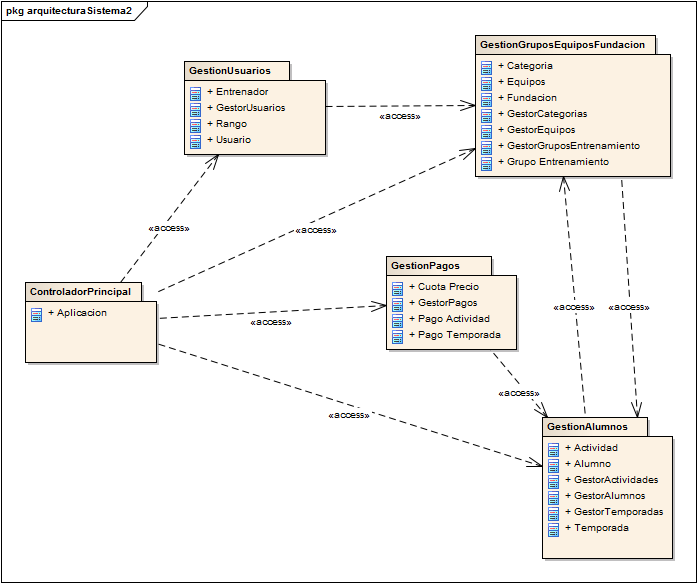 pkg arquitecturaSistema2
GestionGruposEquiposFundacion
+ Categoria
+ Equipos
+ Fundacion
+ GestorCategorias
+ GestorEquipos
+ GestorGruposEntrenamiento
+ Grupo Entrenamiento
GestionUsuarios
+ Entrenador
+ GestorUsuarios
+ Rango
+ Usuario
«access»
«access»
«access»
GestionPagos
+ Cuota Precio
+ GestorPagos
+ Pago Actividad
+ Pago Temporada
ControladorPrincipal
+ Aplicacion
«access»
«access»
«access»
«access»
«access»
GestionAlumnos
+ Actividad
+ Alumno
+ GestorActividades
+ GestorAlumnos
+ GestorTemporadas
+ Temporada